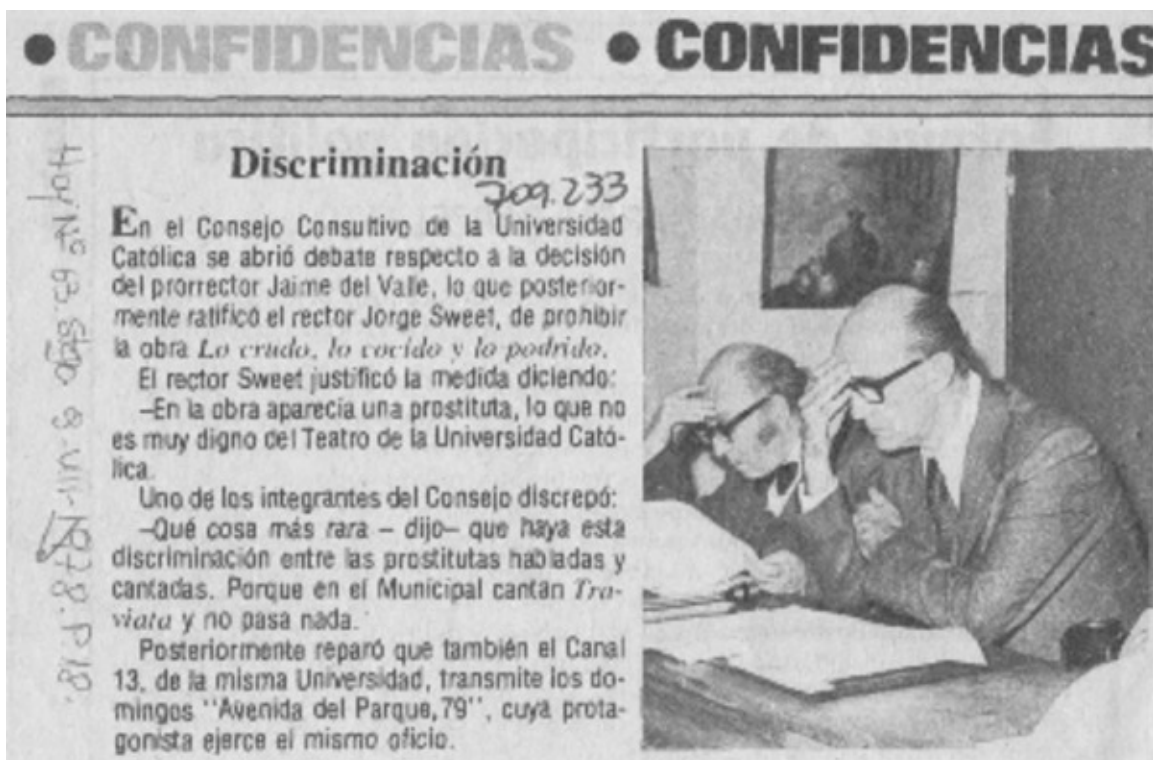 • CONFIDENCIAS • CONFIDENCIAS
Discriminación
709.233
En el Consejo Consultivo de la Universidad
Católica se abrió debate respecto a la decisión
del prorrector Jaime del Valle, lo que posterior-
mente ratificó el rector Jorge Sweet, de prohibir
la obra Lo crudo, lo cocido y lo podrido.
El rector Sweet justificó la medida diciendo:
–En la obra aparecía una prostituta, lo que no
es muy digno del Teatro de la Universidad Cató-
lica.
Uno de los integrantes del Consejo discrepó:
–Qué cosa más rara – dijo– que haya esta
discriminación entre las prostitutas habladas y
cantadas. Porque en el Municipal cantan Tra-
viata y no pasa nada.
Posteriormente reparó que también el Canal
13, de la misma Universidad, transmite los do-
mingos "Avenida del Parque, 79", cuya prota-
gonista ejerce el mismo oficio.
Hoy, Nº 63, Stgo